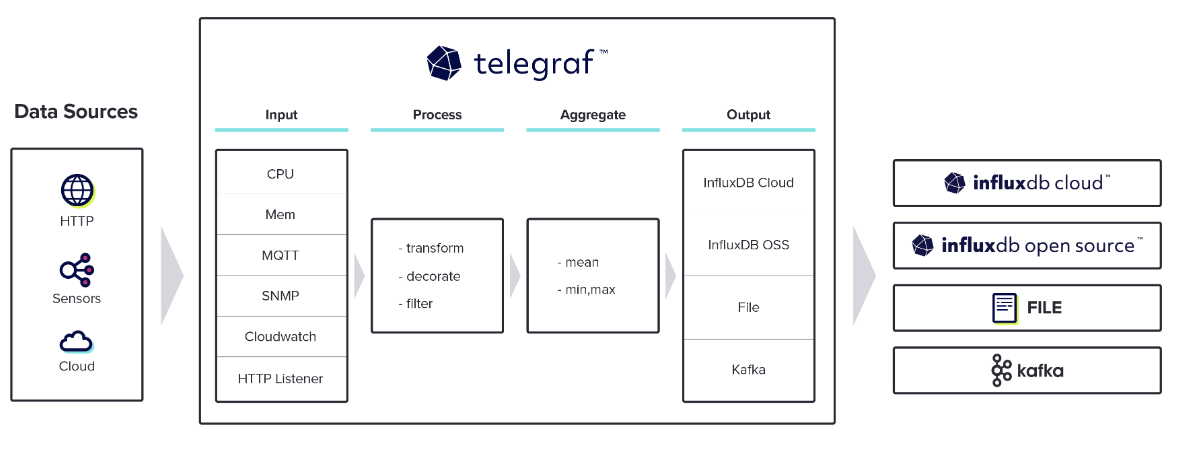 telegraf™
Data Sources
Input
Process
Aggregate
Output
HTTP
Sensors
Cloud
CPU
Mem
MQTT
SNMP
Cloudwatch
HTTP Listener
- transform
- decorate
- filter
- mean
- min,max
InfluxDB Cloud
InfluxDB OSS
File
Kafka
influxdb cloud™
influxdb open source™
FILE
kafka